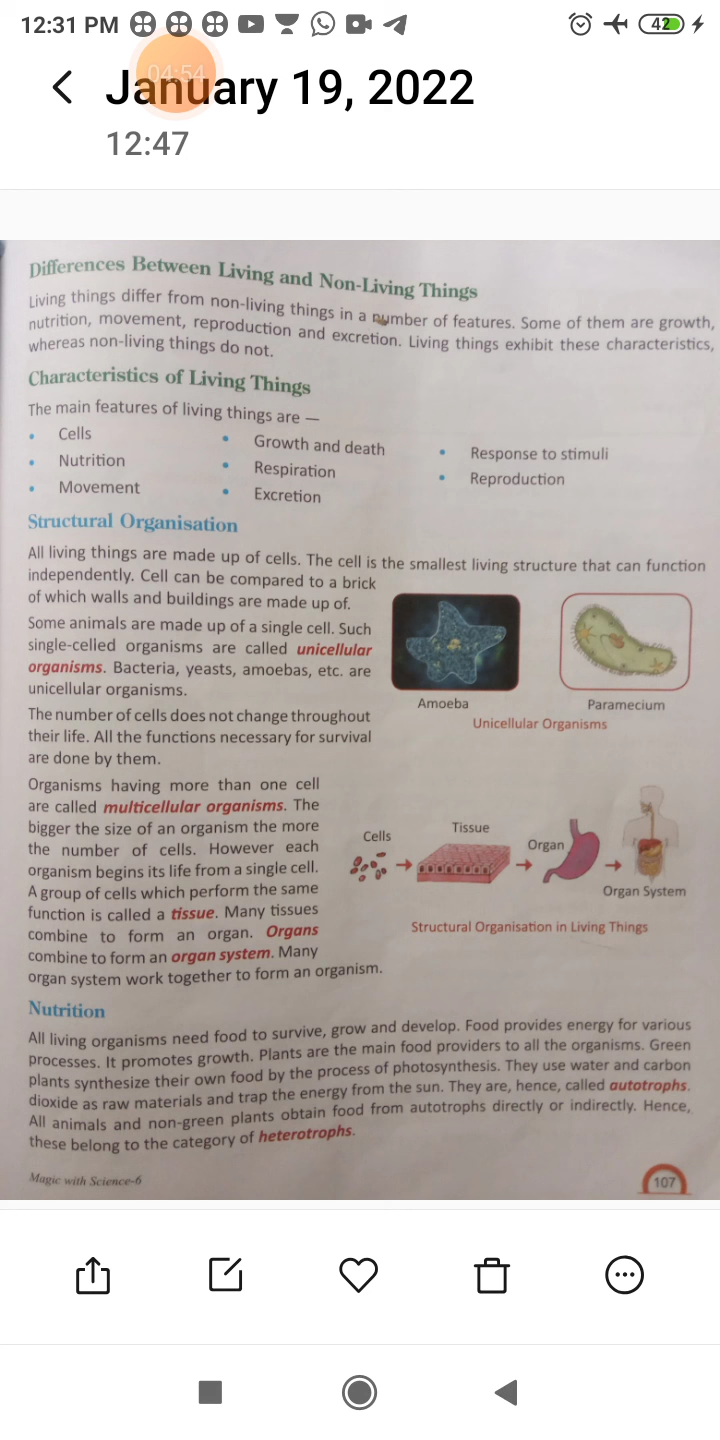 12:31 PM
42
04:54
January 19, 2022
12:47
Differences Between Living and Non-Living Things
Living things differ from non-living things in a number of features. Some of them are growth,
nutrition, movement, reproduction and excretion. Living things exhibit these characteristics,
whereas non-living things do not.
Characteristics of Living Things
The main features of living things are —
• Cells
• Nutrition
• Movement
• Growth and death
• Respiration
• Excretion
• Response to stimuli
• Reproduction
Structural Organisation
All living things are made up of cells. The cell is the smallest living structure that can function
independently. Cell can be compared to a brick
of which walls and buildings are made up of.
Some animals are made up of a single cell. Such
single-celled organisms are called unicellular
organisms. Bacteria, yeasts, amoebas, etc. are
unicellular organisms.
The number of cells does not change throughout
their life. All the functions necessary for survival
are done by them.
Amoeba
Paramecium
Unicellular Organisms
Organisms having more than one cell
are called multicellular organisms. The
bigger the size of an organism the more
the number of cells. However each
organism begins its life from a single cell.
A group of cells which perform the same
function is called a tissue. Many tissues
combine to form an organ. Organs
combine to form an organ system. Many
organ system work together to form an organism.
Cells
Tissue
Organ
Organ System
Structural Organisation in Living Things
Nutrition
All living organisms need food to survive, grow and develop. Food provides energy for various
processes. It promotes growth. Plants are the main food providers to all the organisms. Green
plants synthesize their own food by the process of photosynthesis. They use water and carbon
dioxide as raw materials and trap the energy from the sun. They are, hence, called autotrophs.
All animals and non-green plants obtain food from autotrophs directly or indirectly. Hence,
these belong to the category of heterotrophs.
Magic with Science-6
107